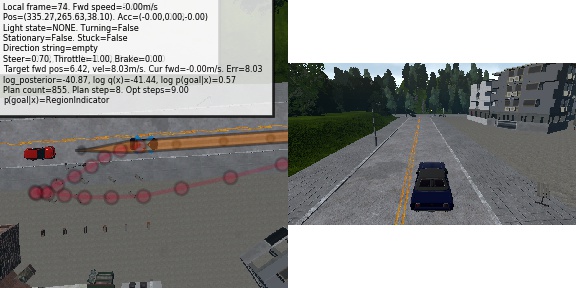 Local frame=74. Fwd speed=-0.00m/s
Pos=(335.27,265.63,38.10). Acc=(-0.00,0.00;-0.00)
Light state=NONE. Turning=False
Stationary=False. Stuck=False
Direction string=empty
Steer=0.70, Throttle=1.00, Brake=0.00
Target fwd pos=6.42, vel=8.03m/s. Cur fwd=-0.00m/s. Err=8.03
log_posterior=-40.87, log q(x)=-41.44, log p(goal|x)=0.57
Plan count=855. Plan step=8. Opt steps=9.00
p(goal|x)=RegionIndicator